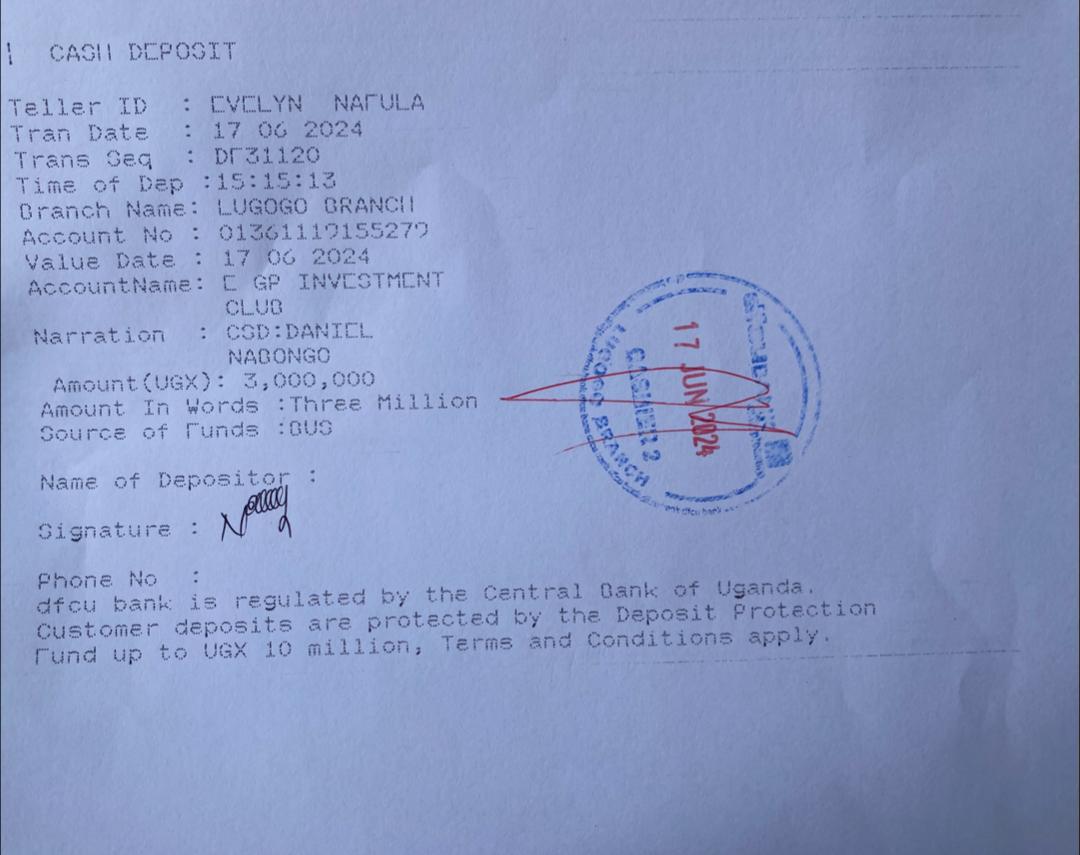 CASH DEPOSIT
Teller ID : EVELYN NAFULA
Tran Date : 17 06 2024
Trans Seq : DF31120
Time of Dep :15:15:13
Branch Name: LUGOGO BRANCH
Account No : 01361119155279
Value Date : 17 06 2024
AccountName: E GP INVESTMENT
CLUB
Narration : CSD:DANIEL
NABONGO
Amount(UGX): 3,000,000
Amount In Words :Three Million
Source of Funds :BUS
Name of Depositor :
Signature :
Phone No :
dfcu bank is regulated by the Central Bank of Uganda.
Customer deposits are protected by the Deposit Protection
Fund up to UGX 10 million, Terms and Conditions apply.
17 JUN 2024
CASHIER 2
LUGOGO BRANCH